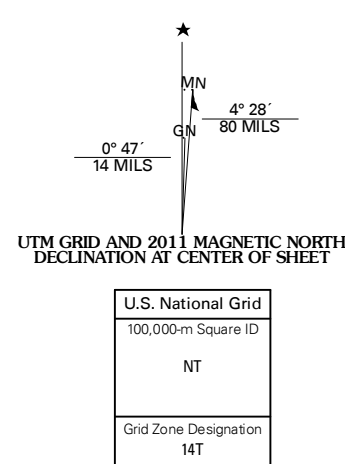 ★
MN
4° 28´
80 MILS
GN
0° 47´
14 MILS
UTM GRID AND 2011 MAGNETIC NORTH
DECLINATION AT CENTER OF SHEET
U.S. National Grid
100,000-m Square ID
NT
Grid Zone Designation
14T